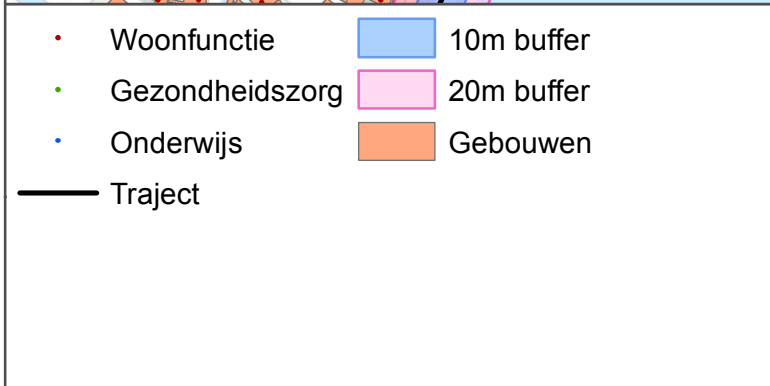 Woonfunctie
Gezondheidszorg
Onderwijs
Traject
10m buffer
20m buffer
Gebouwen